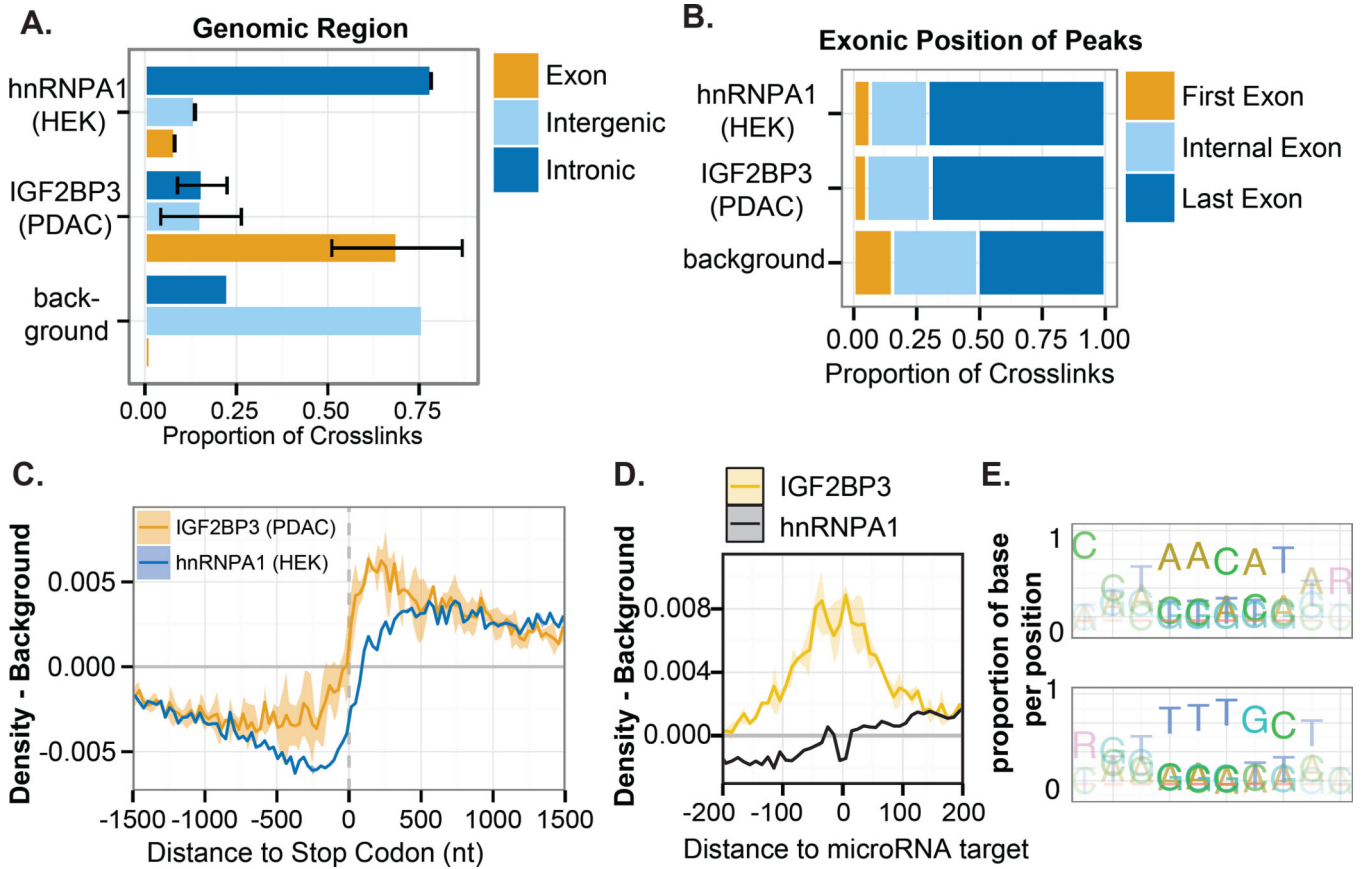 A.
Genomic Region
hnRNPA1
(HEK)
IGF2BP3
(PDAC)
back-
ground
0.00 0.25 0.50 0.75
Proportion of Crosslinks
Exon
Intergenic
Intronic
B.
Exonic Position of Peaks
hnRNPA1
(HEK)
IGF2BP3
(PDAC)
background
0.00 0.25 0.50 0.75 1.00
Proportion of Crosslinks
First Exon
Internal Exon
Last Exon
C.
IGF2BP3 (PDAC)
hnRNPA1 (HEK)
Density - Background
0.005
0.000
-0.005
-1500 -1000 -500 0 500 1000 1500
Distance to Stop Codon (nt)
D.
IGF2BP3
hnRNPA1
Density - Background
0.008
0.004
0.000
-200 -100 0 100 200
Distance to microRNA target
E.
proportion of base
per position
1
C
AACAT
A R
0
1
TTTGCT
R
0